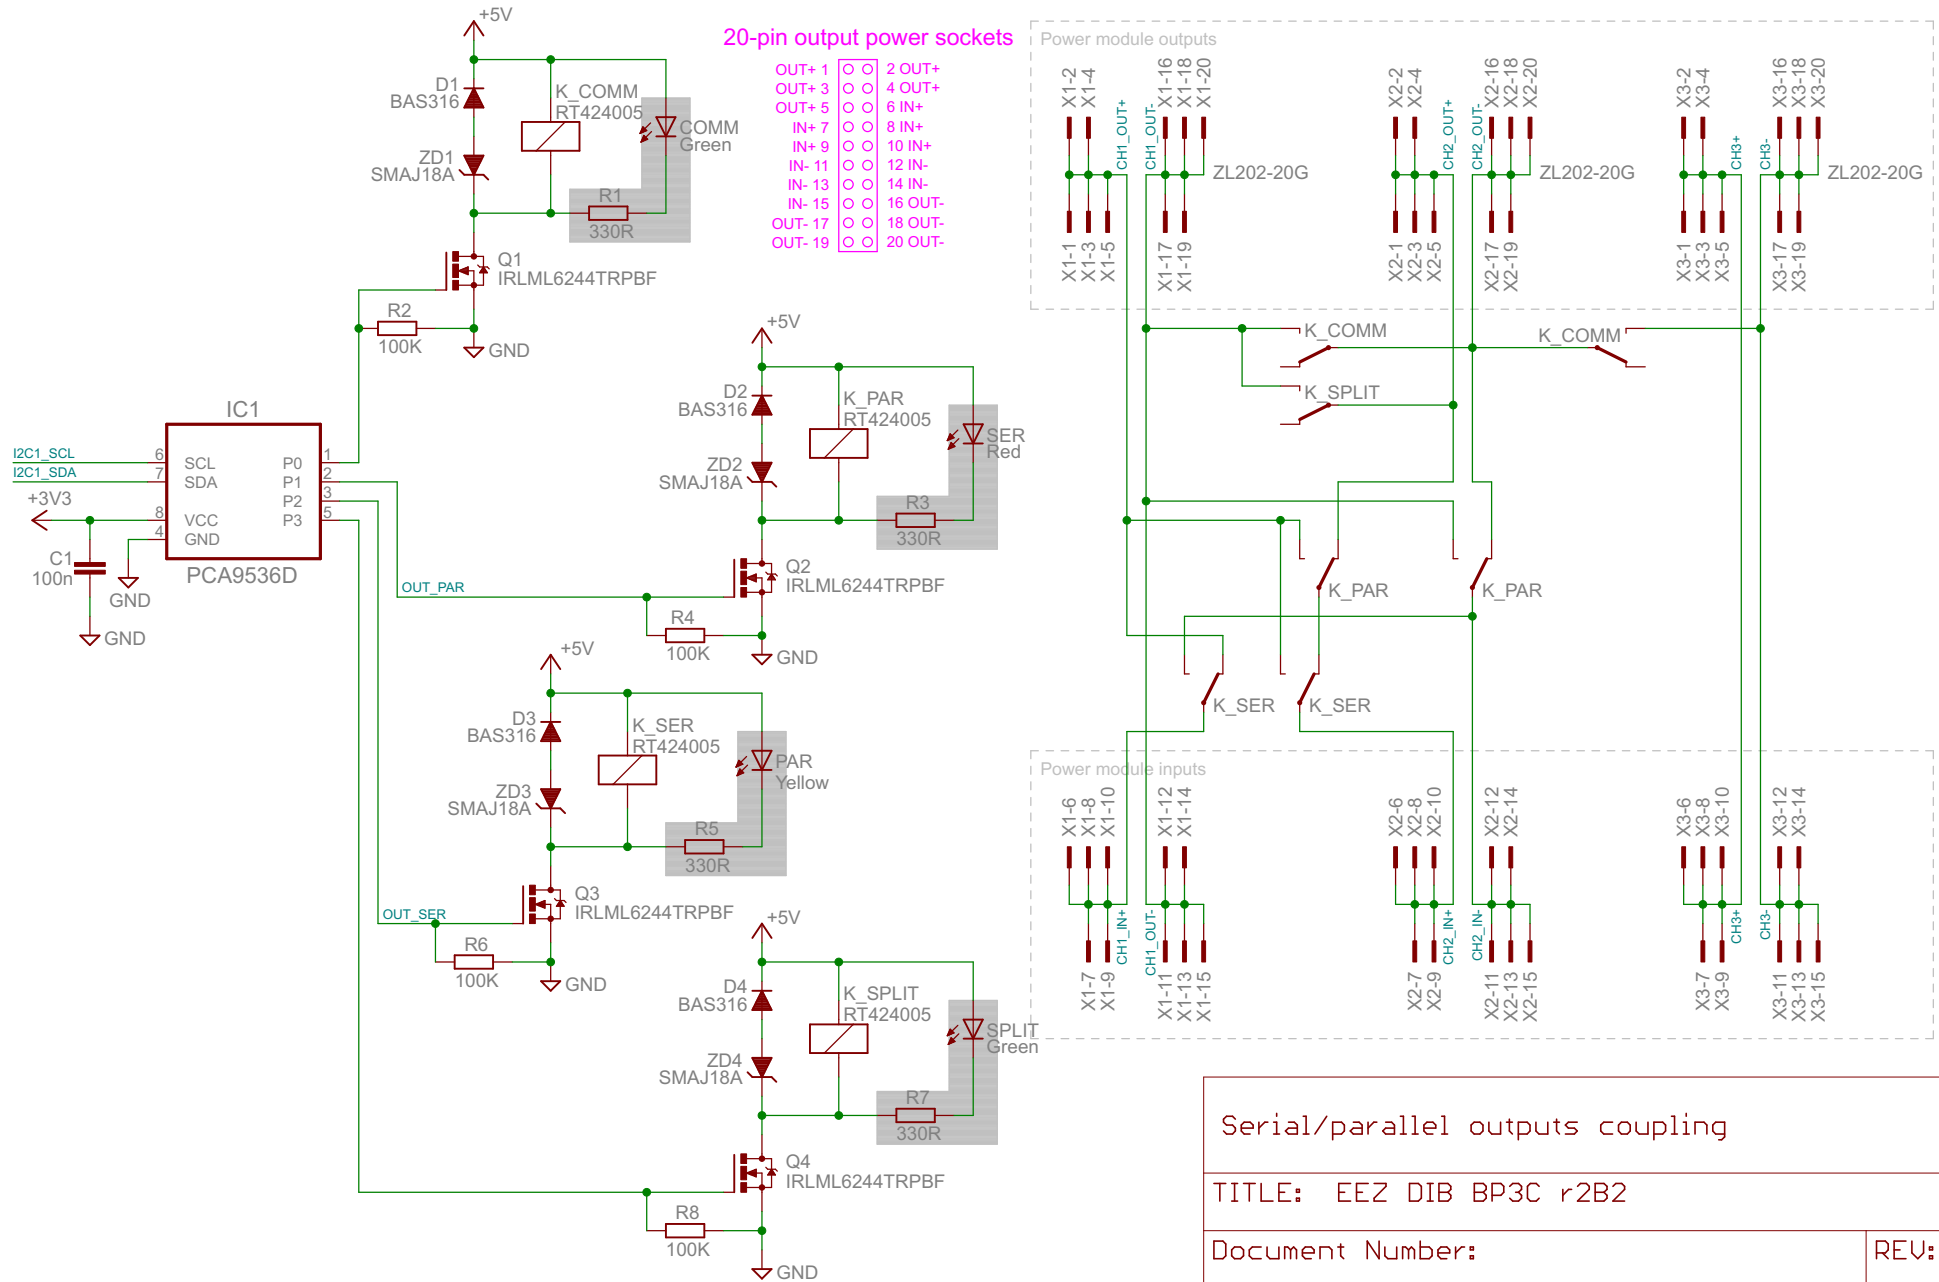 +5V
D1
BAS316
ZD1
SMAJ18A
K_COMM
RT424005
COMM
Green
R1
330R
Q1
IRLML6244TRPBF
R2
100K
GND
20-pin output power sockets
OUT+ 1 2 OUT+
OUT+ 3 4 OUT+
OUT+ 5 6 IN+
IN+ 7 8 IN+
IN+ 9 10 IN+
IN- 11 12 IN-
IN- 13 14 IN-
IN- 15 16 OUT-
OUT- 17 18 OUT-
OUT- 19 20 OUT-
IC1
I2C1_SCL
I2C1_SDA
+3V3
6 SCL
7 SDA
8 VCC
4 GND
P0 1
P1 2
P2 3
P3 5
PCA9536D
C1
100n
GND
GND
+5V
D2
BAS316
ZD2
SMAJ18A
K_PAR
RT424005
SER
Red
R3
330R
Q2
IRLML6244TRPBF
OUT_PAR
R4
100K
GND
+5V
D3
BAS316
ZD3
SMAJ18A
K_SER
RT424005
PAR
Yellow
R5
330R
Q3
IRLML6244TRPBF
OUT_SER
R6
100K
GND
+5V
D4
BAS316
ZD4
SMAJ18A
K_SPLIT
RT424005
SPLIT
Green
R7
330R
Q4
IRLML6244TRPBF
R8
100K
GND
Power module outputs
X1-2
X1-4
CH1_OUT+
CH1_OUT-
X1-16
X1-18
X1-20
X2-2
X2-4
CH2_OUT+
CH2_OUT-
X2-16
X2-18
X2-20
X3-2
X3-4
CH3+
CH3-
X3-16
X3-18
X3-20
ZL202-20G
ZL202-20G
ZL202-20G
X1-1
X1-3
X1-5
X1-17
X1-19
X2-1
X2-3
X2-5
X2-17
X2-19
X3-1
X3-3
X3-5
X3-17
X3-19
K_COMM
K_COMM
K_SPLIT
K_PAR
K_PAR
K_SER
K_SER
Power module inputs
X1-6
X1-8
X1-10
X1-12
X1-14
X2-6
X2-8
X2-10
X2-12
X2-14
X3-6
X3-8
X3-10
X3-12
X3-14
CH1_IN+
CH1_OUT-
CH2_IN+
CH2_IN-
CH3+
CH3-
X1-7
X1-9
X1-11
X1-13
X1-15
X2-7
X2-9
X2-11
X2-13
X2-15
X3-7
X3-9
X3-11
X3-13
X3-15
Serial/parallel outputs coupling
TITLE: EEZ DIB BP3C r2B2
Document Number:
REV: